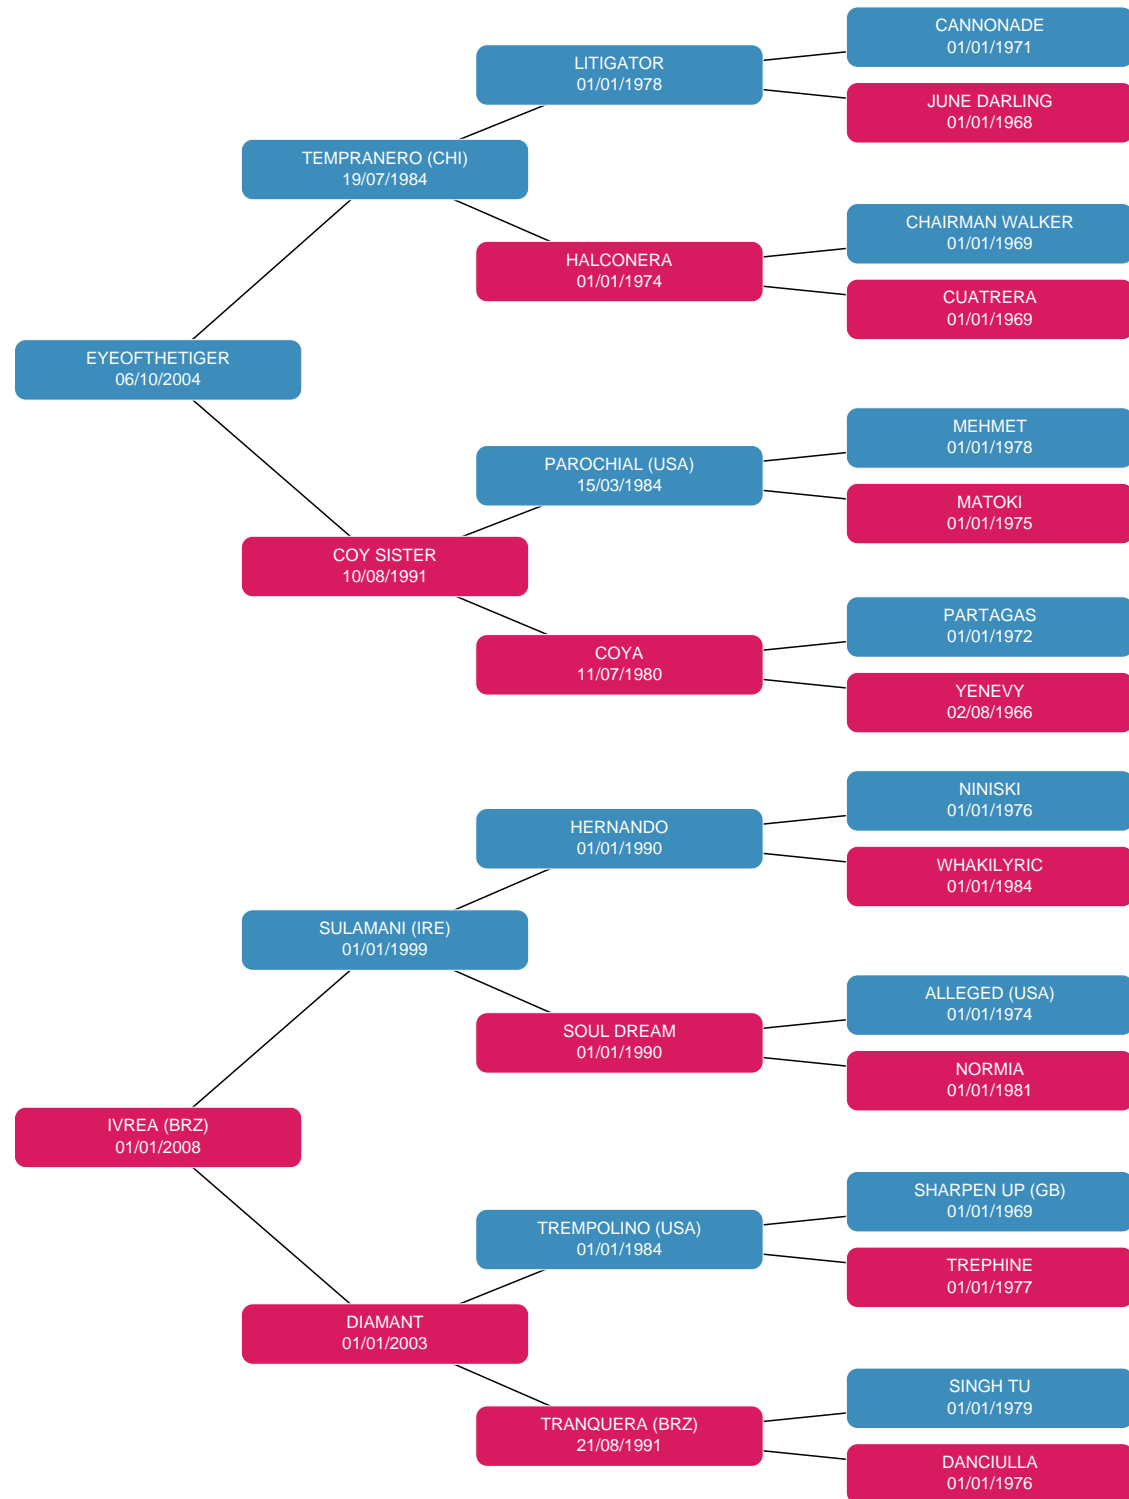 CANNONADE
01/01/1971
LITIGATOR
01/01/1978
JUNE DARLING
01/01/1968
TEMPRANERO (CHI)
19/07/1984
CHAIRMAN WALKER
01/01/1969
HALCONERA
01/01/1974
CUATRERA
01/01/1969
EYEOFTHETIGER
06/10/2004
MEHMET
01/01/1978
PAROCHIAL (USA)
15/03/1984
MATOKI
01/01/1975
COY SISTER
10/08/1991
PARTAGAS
01/01/1972
COYA
11/07/1980
YENEVY
02/08/1966
NINISKI
01/01/1976
HERNANDO
01/01/1990
WHAKILYRIC
01/01/1984
SULAMANI (IRE)
01/01/1999
ALLEGED (USA)
01/01/1974
SOUL DREAM
01/01/1990
NORMIA
01/01/1981
IVREA (BRZ)
01/01/2008
SHARPEN UP (GB)
01/01/1969
TREMPOLINO (USA)
01/01/1984
TREPHINE
01/01/1977
DIAMANT
01/01/2003
SINGH TU
01/01/1979
TRANQUERA (BRZ)
21/08/1991
DANCIULLA
01/01/1976